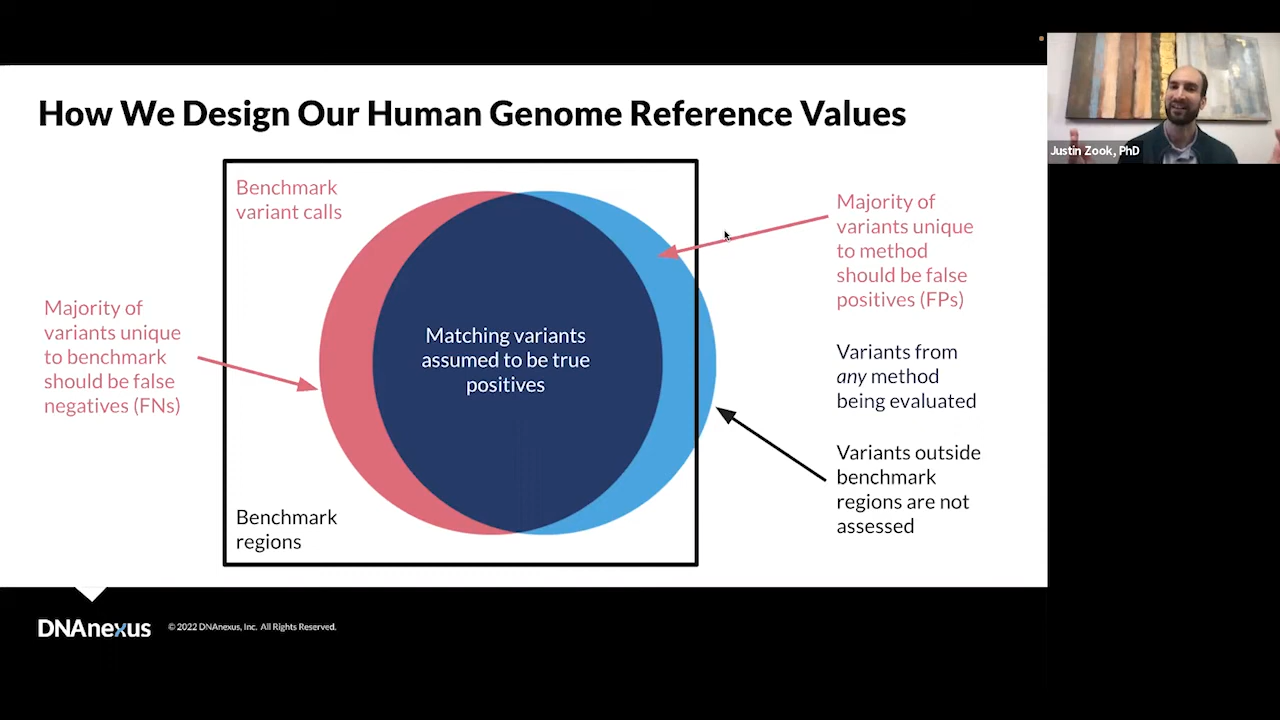 How We Design Our Human Genome Reference Values
Justin Zook, PhD
Benchmark
variant calls
Majority of
variants unique
to method
should be false
positives (FPs)
Majority of
variants unique
to benchmark
should be false
negatives (FNs)
Matching variants
assumed to be true
positives
Variants from
any method
being evaluated
Variants outside
benchmark
regions are not
assessed
Benchmark
regions
DNAnexus
© 2022 DNAnexus, Inc. All Rights Reserved.